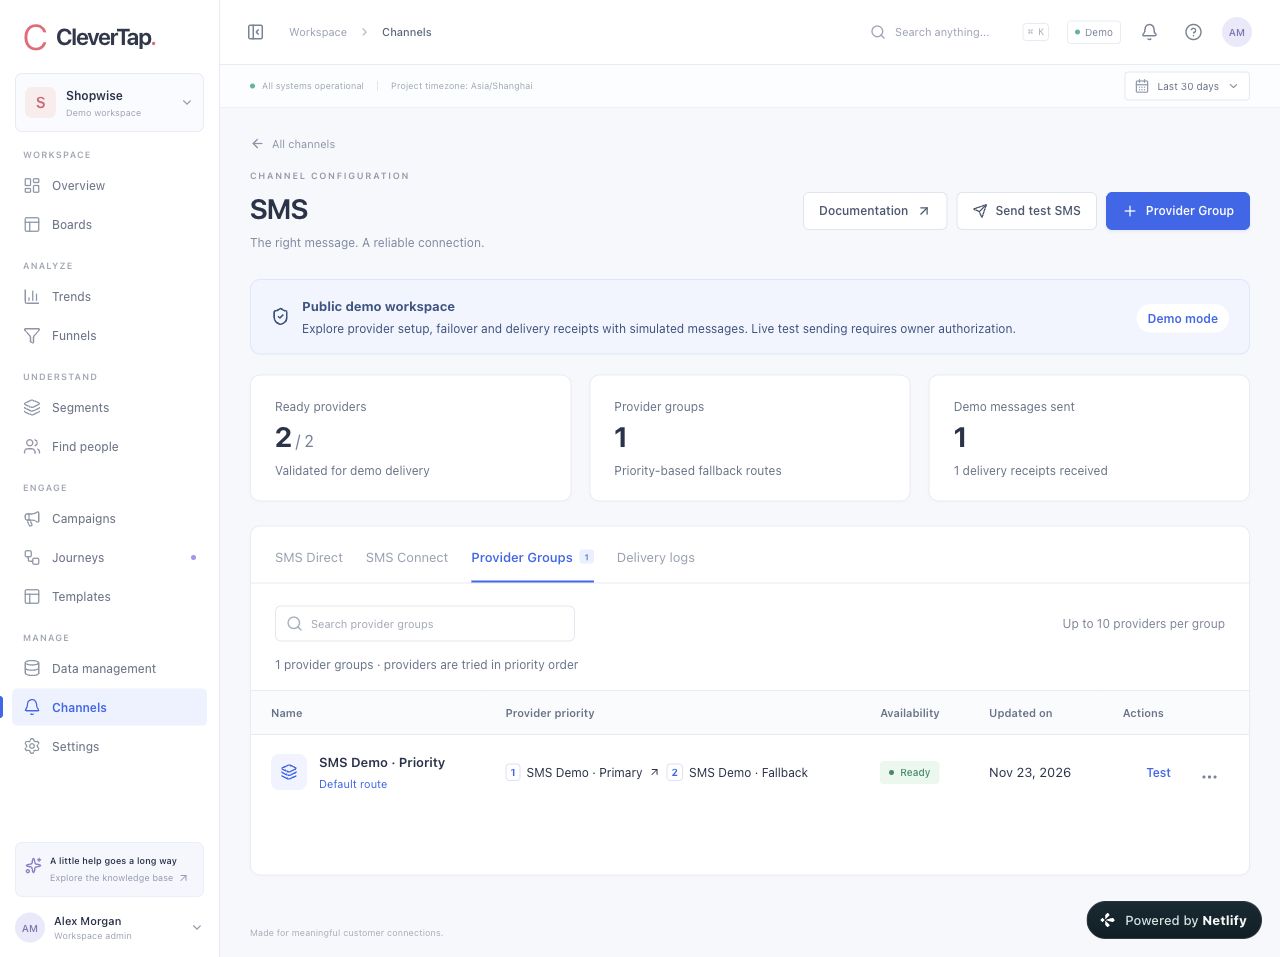 CleverTap.
S
Shopwise
Demo workspace
WORKSPACE
Overview
Boards
ANALYZE
Trends
Funnels
UNDERSTAND
Segments
Find people
ENGAGE
Campaigns
Journeys
Templates
MANAGE
Data management
Channels
Settings
A little help goes a long way
Explore the knowledge base
AM
Alex Morgan
Workspace admin
Workspace > Channels
Search anything...
⌘ K
Demo
AM
All systems operational
Project timezone: Asia/Shanghai
Last 30 days
All channels
CHANNEL CONFIGURATION
SMS
The right message. A reliable connection.
Documentation
Send test SMS
Provider Group
Public demo workspace
Explore provider setup, failover and delivery receipts with simulated messages. Live test sending requires owner authorization.
Demo mode
Ready providers
2 / 2
Validated for demo delivery
Provider groups
1
Priority-based fallback routes
Demo messages sent
1
1 delivery receipts received
SMS Direct SMS Connect Provider Groups 1 Delivery logs
Search provider groups
Up to 10 providers per group
1 provider groups · providers are tried in priority order
Name Provider priority Availability Updated on Actions
SMS Demo · Priority
Default route
1 SMS Demo · Primary 2 SMS Demo · Fallback
Ready
Nov 23, 2026
Test
Made for meaningful customer connections.
Powered by Netlify